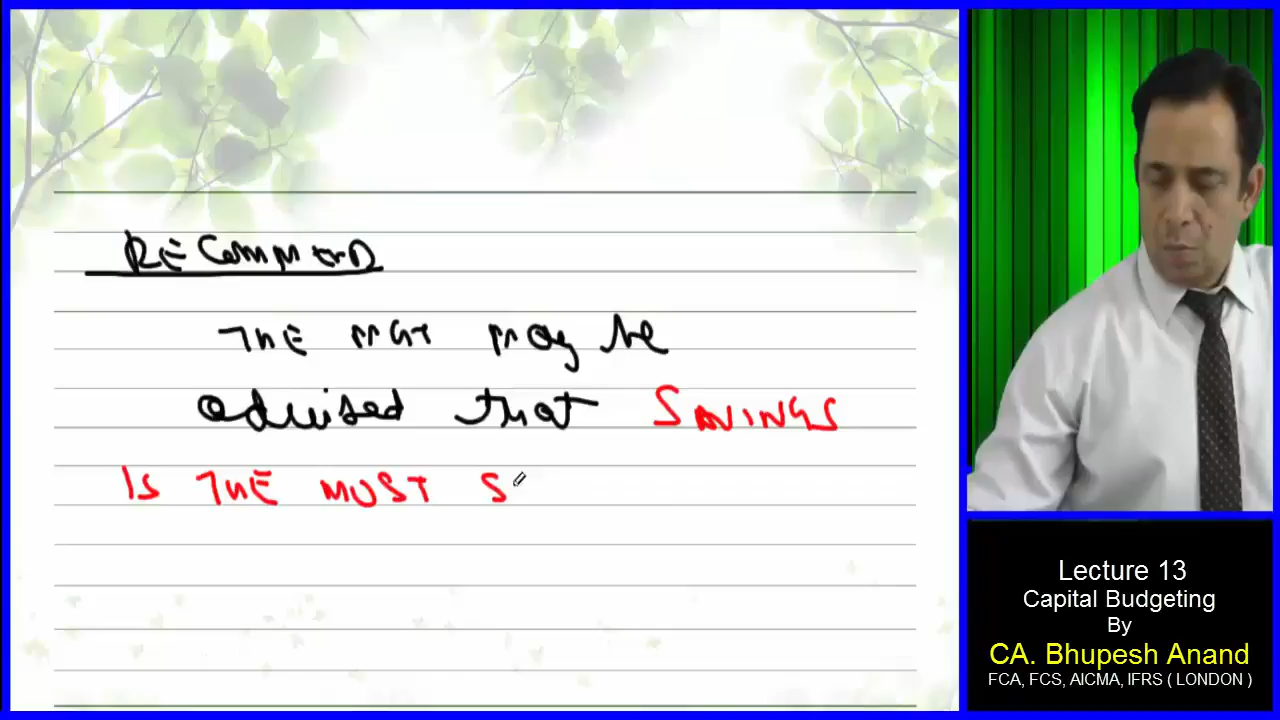 RECOMMEND
THE MGT may be
advised that SAVINGS
IS THE MOST S
Lecture 13
Capital Budgeting
By
CA. Bhupesh Anand
FCA, FCS, AICMA, IFRS ( LONDON )